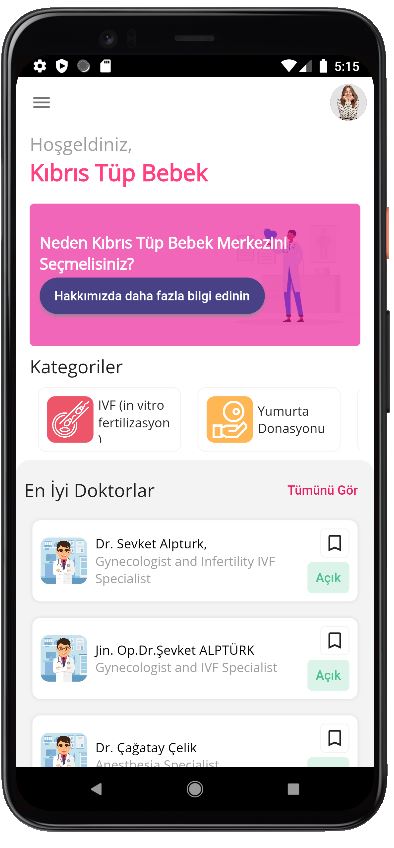 5:15
Hoşgeldiniz,
Kıbrıs Tüp Bebek
Neden Kıbrıs Tüp Bebek Merkezini
Seçmelisiniz?
Hakkımızda daha fazla bilgi edinin
Kategoriler
IVF (in vitro
fertilizasyon
)
Yumurta
Donasyonu
En İyi Doktorlar
Tümünü Gör
Dr. Sevket Alpturk,
Gynecologist and Infertility IVF
Specialist
Açık
Jin. Op.Dr.Şevket ALPTÜRK
Gynecologist and IVF Specialist
Açık
Dr. Çağatay Çelik
Anesthesia Specialist